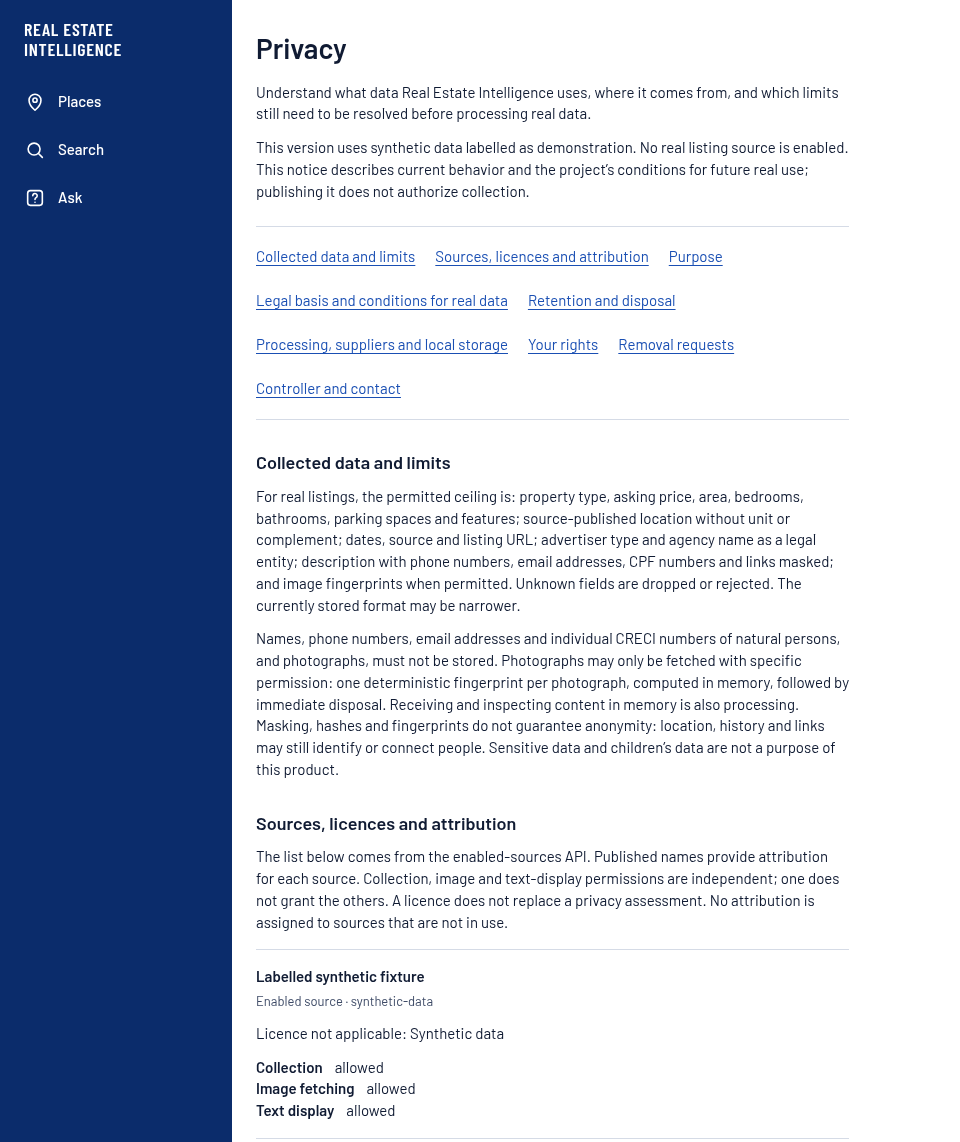 REAL ESTATE
INTELLIGENCE
Places
Search
Ask
Privacy
Understand what data Real Estate Intelligence uses, where it comes from, and which limits
still need to be resolved before processing real data.
This version uses synthetic data labelled as demonstration. No real listing source is enabled.
This notice describes current behavior and the project’s conditions for future real use;
publishing it does not authorize collection.
Collected data and limits Sources, licences and attribution Purpose
Legal basis and conditions for real data Retention and disposal
Processing, suppliers and local storage Your rights Removal requests
Controller and contact
Collected data and limits
For real listings, the permitted ceiling is: property type, asking price, area, bedrooms,
bathrooms, parking spaces and features; source-published location without unit or
complement; dates, source and listing URL; advertiser type and agency name as a legal
entity; description with phone numbers, email addresses, CPF numbers and links masked;
and image fingerprints when permitted. Unknown fields are dropped or rejected. The
currently stored format may be narrower.
Names, phone numbers, email addresses and individual CRECI numbers of natural persons,
and photographs, must not be stored. Photographs may only be fetched with specific
permission: one deterministic fingerprint per photograph, computed in memory, followed by
immediate disposal. Receiving and inspecting content in memory is also processing.
Masking, hashes and fingerprints do not guarantee anonymity: location, history and links
may still identify or connect people. Sensitive data and children’s data are not a purpose of
this product.
Sources, licences and attribution
The list below comes from the enabled-sources API. Published names provide attribution
for each source. Collection, image and text-display permissions are independent; one does
not grant the others. A licence does not replace a privacy assessment. No attribution is
assigned to sources that are not in use.
Labelled synthetic fixture
Enabled source · synthetic-data
Licence not applicable: Synthetic data
Collection allowed
Image fetching allowed
Text display allowed